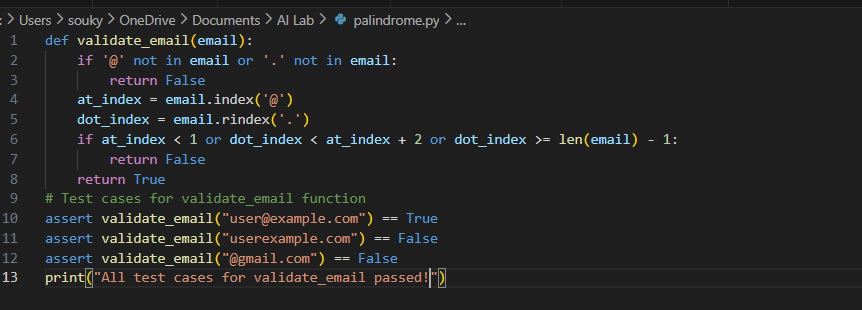 : > Users > souky > OneDrive > Documents > AI Lab > palindrome.py > ...
1 def validate_email(email):
2     if '@' not in email or '.' not in email:
3         return False
4     at_index = email.index('@')
5     dot_index = email.rindex('.')
6     if at_index < 1 or dot_index < at_index + 2 or dot_index >= len(email) - 1:
7         return False
8     return True
9 # Test cases for validate_email function
10 assert validate_email("user@example.com") == True
11 assert validate_email("userexample.com") == False
12 assert validate_email("@gmail.com") == False
13 print("All test cases for validate_email passed!")